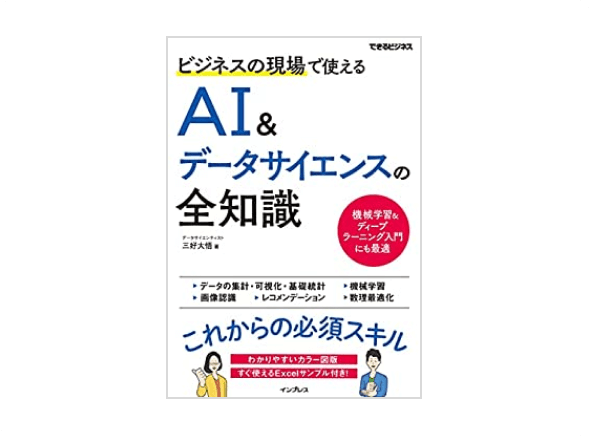 できるビジネス
ビジネスの現場で使える
AI&
データサイエンスの
全知識
データサイエンティスト
三好大悟 著
機械学習&
ディープ
ラーニング入門
にも最適
▶データの集計・可視化・基礎統計 ▶機械学習
▶画像認識 ▶レコメンデーション ▶数理最適化
これからの必須スキル
わかりやすいカラー図版
すぐ使えるExcelサンプル付き!
インプレス